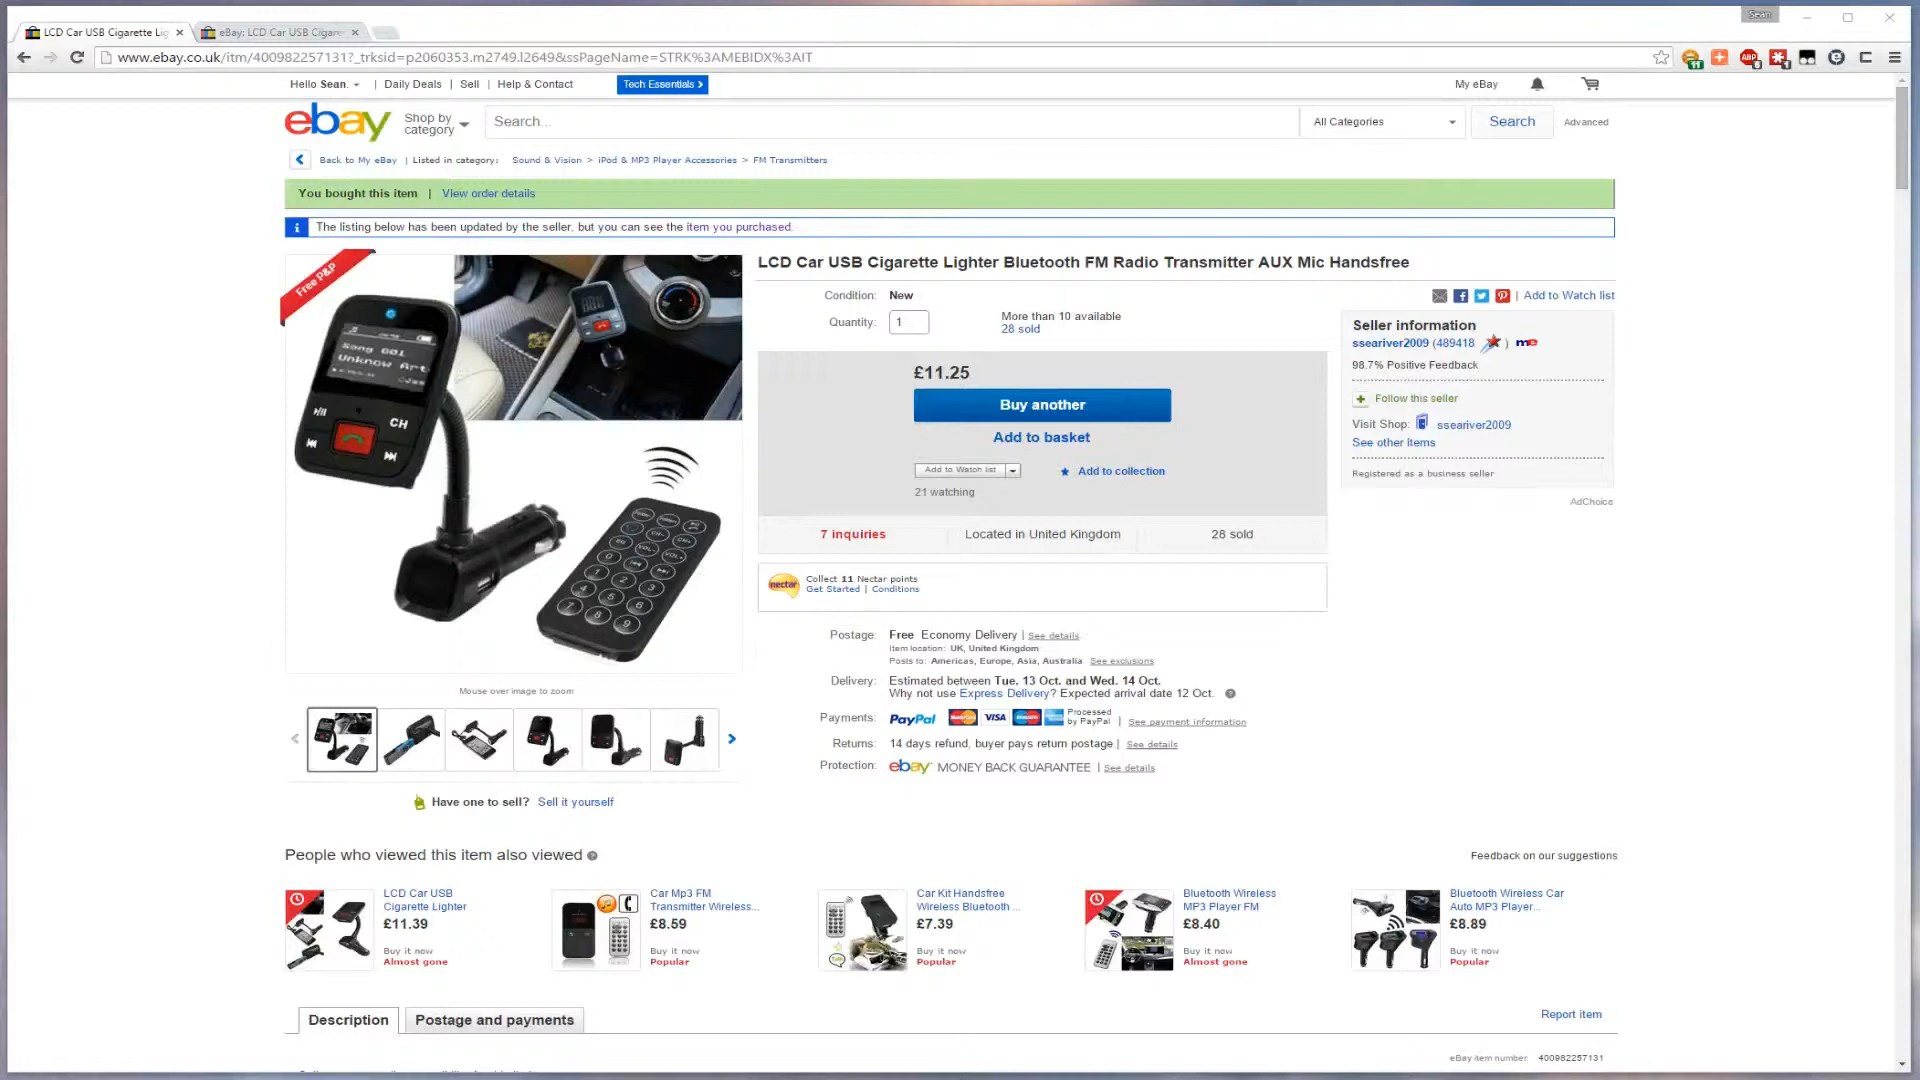 Sean
LCD Car USB Cigarette Lig
eBay: LCD Car USB Cigare
www.ebay.co.uk/itm/400982257131?_trksid=p2060353.m2749.l2649&ssPageName=STRK%3AMEBIDX%3AIT
Hello Sean. | Daily Deals | Sell | Help & Contact
Tech Essentials >
My eBay
ebay
Shop by category
Search...
All Categories
Search
Advanced
Back to My eBay | Listed in category: Sound & Vision > iPod & MP3 Player Accessories > FM Transmitters
You bought this item | View order details
i The listing below has been updated by the seller, but you can see the item you purchased.
Free P&P
Song 001
Unknow Art
CH
LCD Car USB Cigarette Lighter Bluetooth FM Radio Transmitter AUX Mic Handsfree
Condition: New
Quantity: 1
More than 10 available
28 sold
| Add to Watch list
£11.25
Buy another
Add to basket
Add to Watch list
Add to collection
21 watching
7 inquiries
Located in United Kingdom
28 sold
Seller information
sseariver2009 (489418 ) me
98.7% Positive Feedback
Follow this seller
Visit Shop: sseariver2009
See other items
Registered as a business seller
AdChoice
nectar
Collect 11 Nectar points
Get Started | Conditions
Postage: Free Economy Delivery | See details
Item location: UK, United Kingdom
Posts to: Americas, Europe, Asia, Australia See exclusions
Delivery: Estimated between Tue. 13 Oct. and Wed. 14 Oct.
Why not use Express Delivery? Expected arrival date 12 Oct. ?
Payments: PayPal MasterCard VISA Maestro Processed by PayPal | See payment information
Returns: 14 days refund, buyer pays return postage | See details
Protection: ebay MONEY BACK GUARANTEE | See details
Mouse over image to zoom
Have one to sell? Sell it yourself
People who viewed this item also viewed ?
Feedback on our suggestions
LCD Car USB
Cigarette Lighter
£11.39
Buy it now
Almost gone
Car Mp3 FM
Transmitter Wireless...
£8.59
Buy it now
Popular
Car Kit Handsfree
Wireless Bluetooth ...
£7.39
Buy it now
Popular
Bluetooth Wireless
MP3 Player FM
£8.40
Buy it now
Almost gone
Bluetooth Wireless Car
Auto MP3 Player...
£8.89
Buy it now
Popular
Description
Postage and payments
Report item
eBay item number: 400982257131